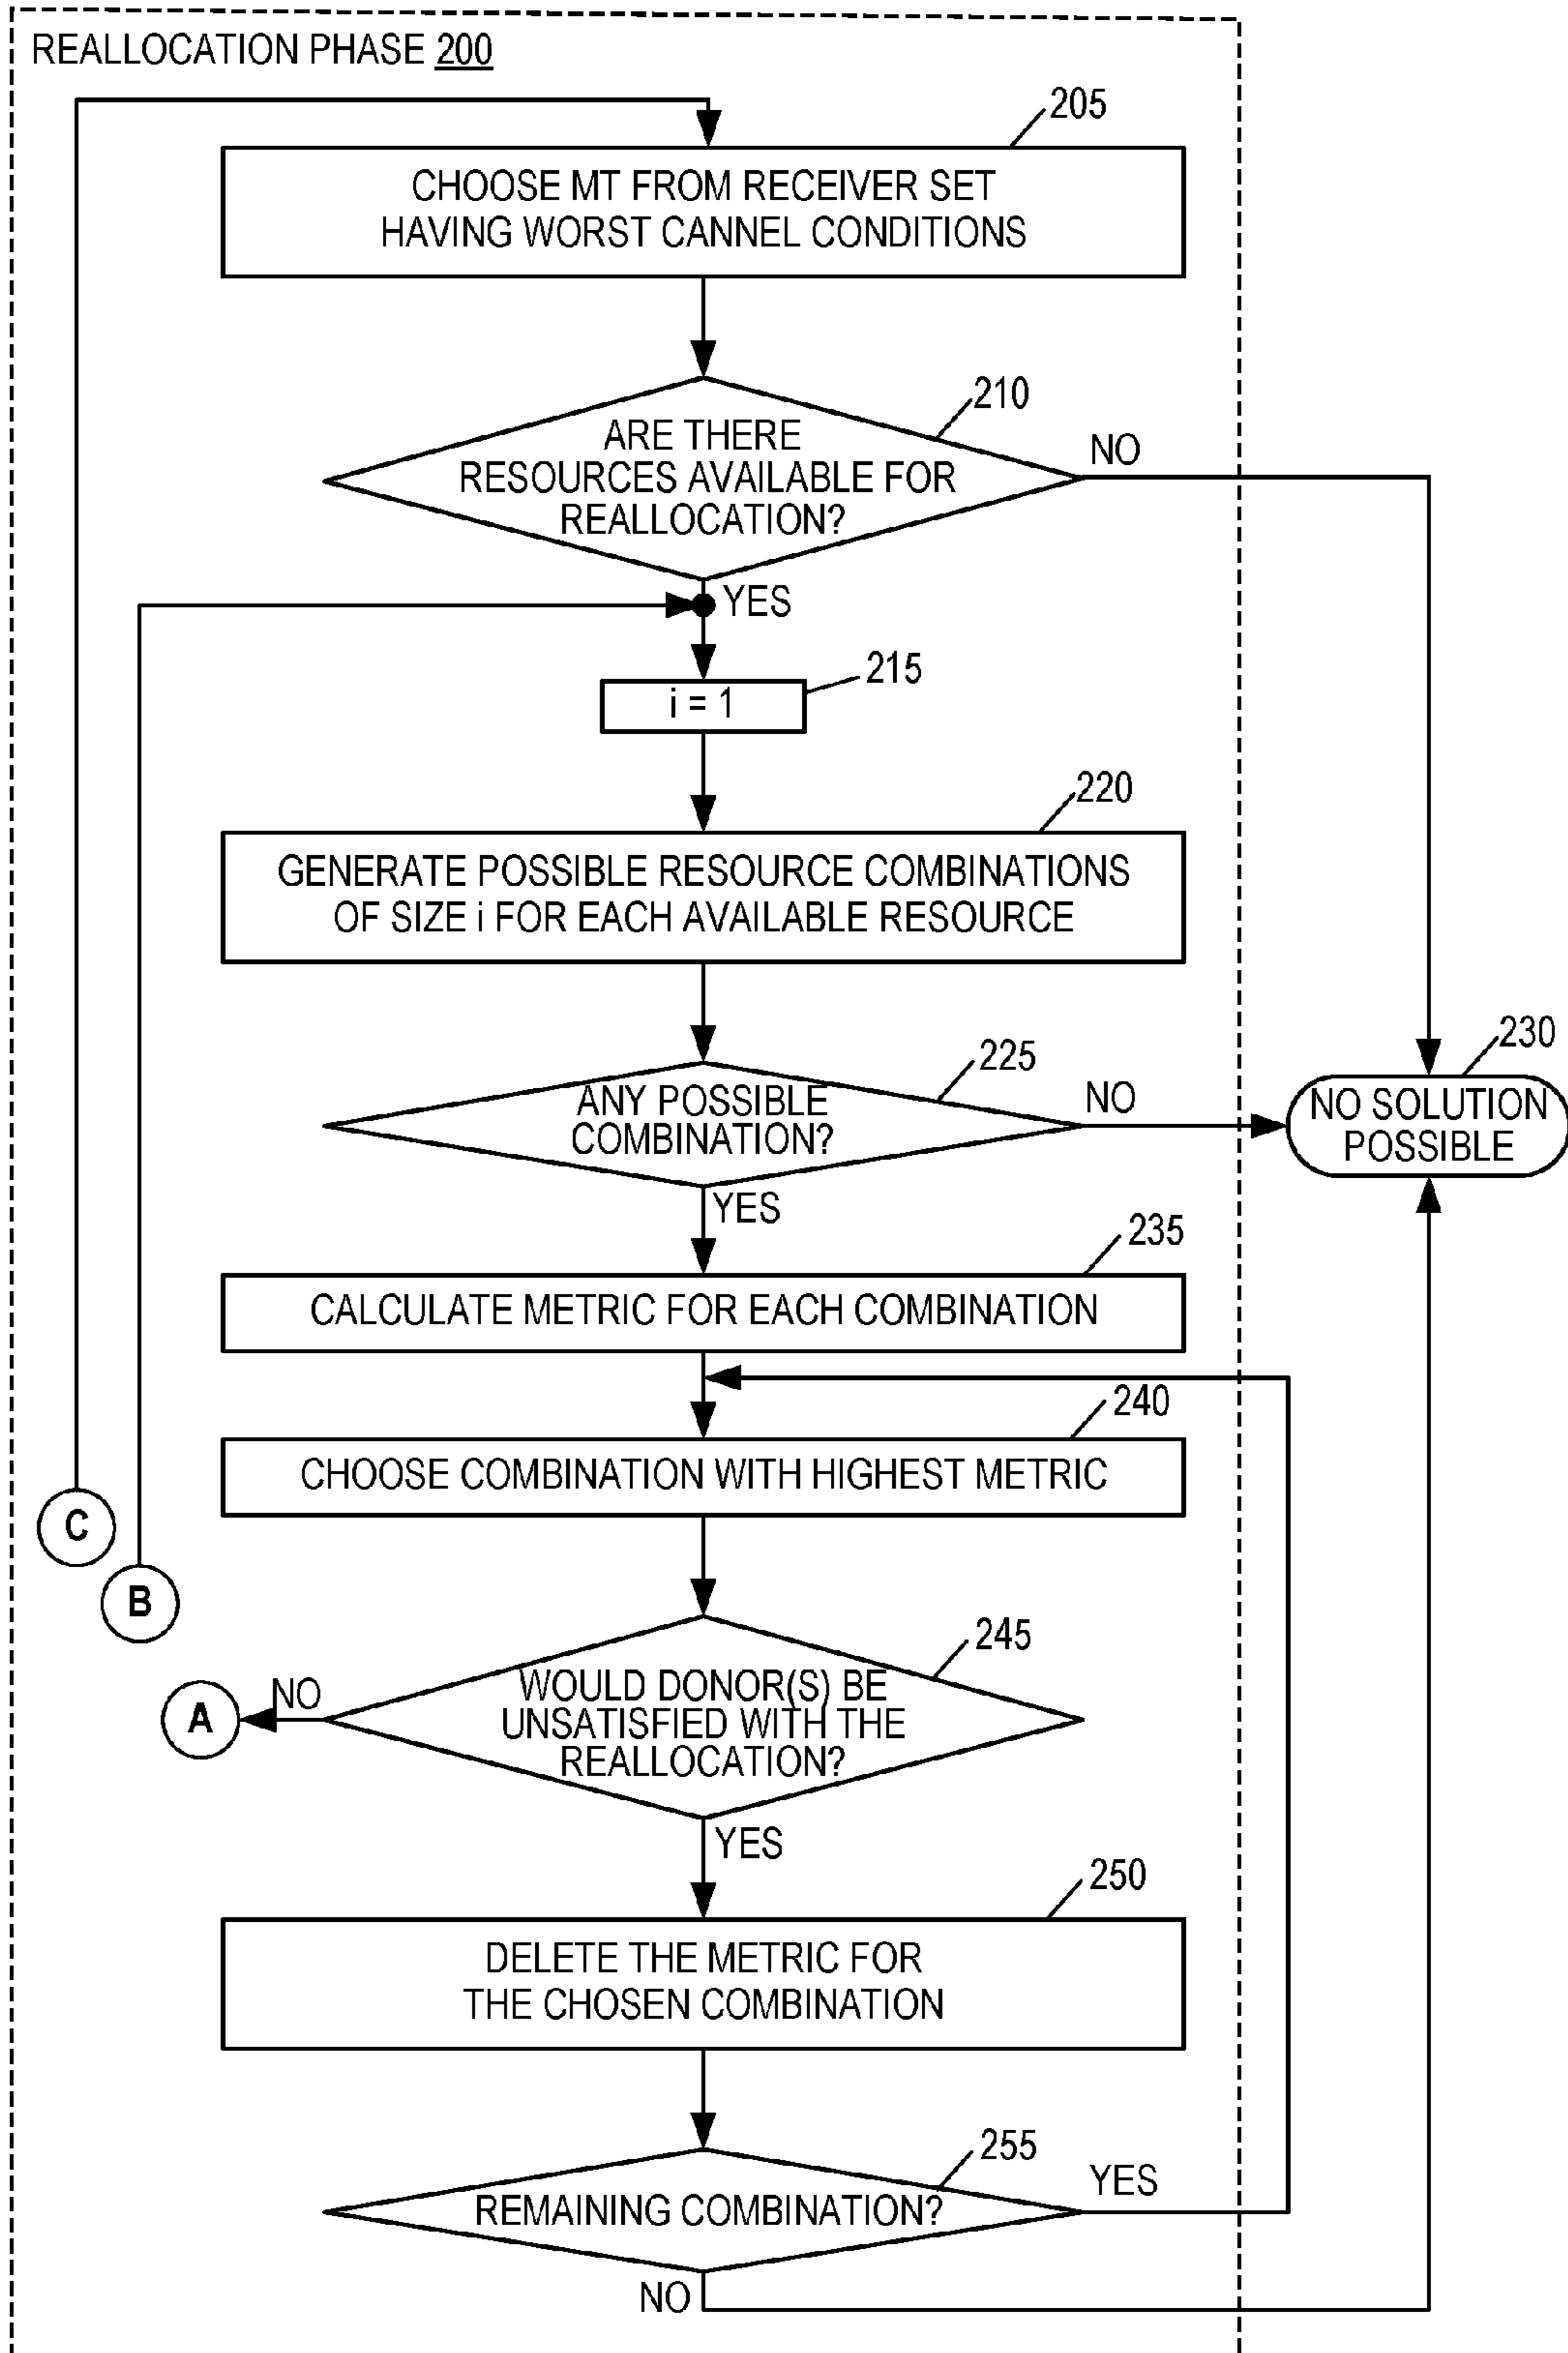 REALLOCATION PHASE 200
205
CHOOSE MT FROM RECEIVER SET
HAVING WORST CANNEL CONDITIONS
210
ARE THERE
RESOURCES AVAILABLE FOR
REALLOCATION?
NO
YES
215
i = 1
220
GENERATE POSSIBLE RESOURCE COMBINATIONS
OF SIZE i FOR EACH AVAILABLE RESOURCE
225
ANY POSSIBLE
COMBINATION?
NO
230
NO SOLUTION
POSSIBLE
YES
235
CALCULATE METRIC FOR EACH COMBINATION
240
CHOOSE COMBINATION WITH HIGHEST METRIC
C
B
245
WOULD DONOR(S) BE
UNSATISFIED WITH THE
REALLOCATION?
NO
A
YES
250
DELETE THE METRIC FOR
THE CHOSEN COMBINATION
255
REMAINING COMBINATION?
YES
NO